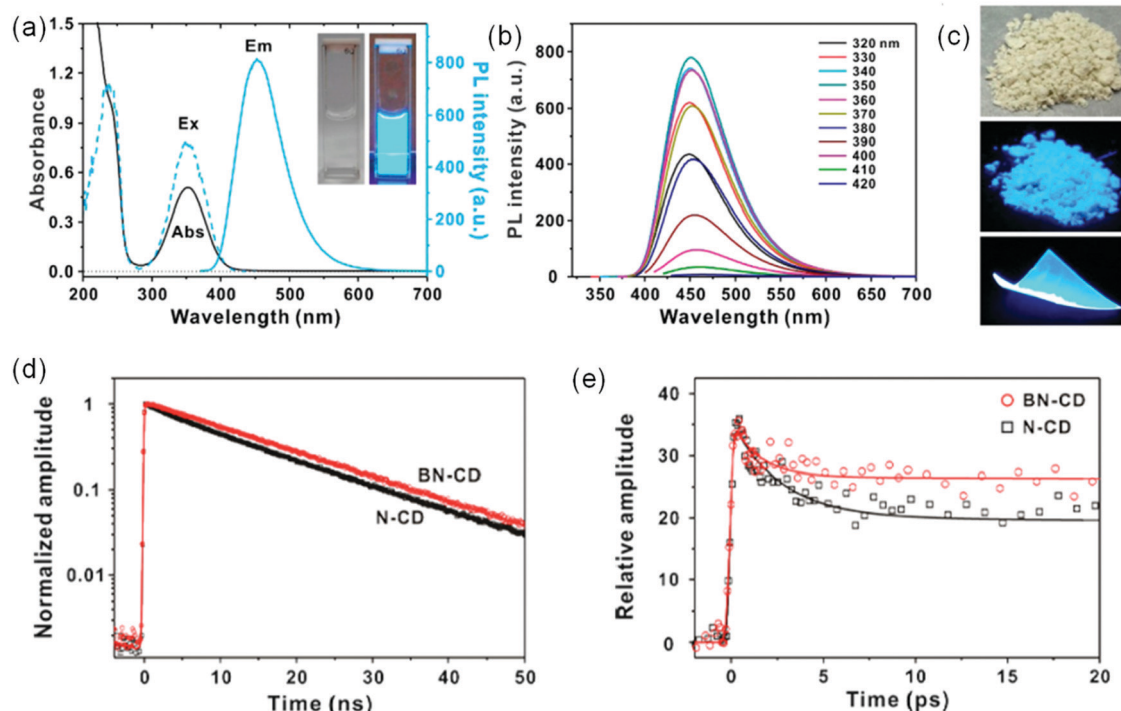 (a)
1.5
1.2
0.9
0.6
0.3
0.0
Absorbance
Ex
Abs
Em
800
600
400
200
0
PL intensity (a.u.)
200 300 400 500 600 700
Wavelength (nm)
(b)
800
600
400
200
0
PL intensity (a.u.)
320 nm
330
340
350
360
370
380
390
400
410
420
350 400 450 500 550 600 700
Wavelength (nm)
(c)
(d)
1
0.1
0.01
Normalized amplitude
BN-CD
N-CD
0 10 20 30 40 50
Time (ns)
(e)
40
30
20
10
0
Relative amplitude
BN-CD
N-CD
0 5 10 15 20
Time (ps)